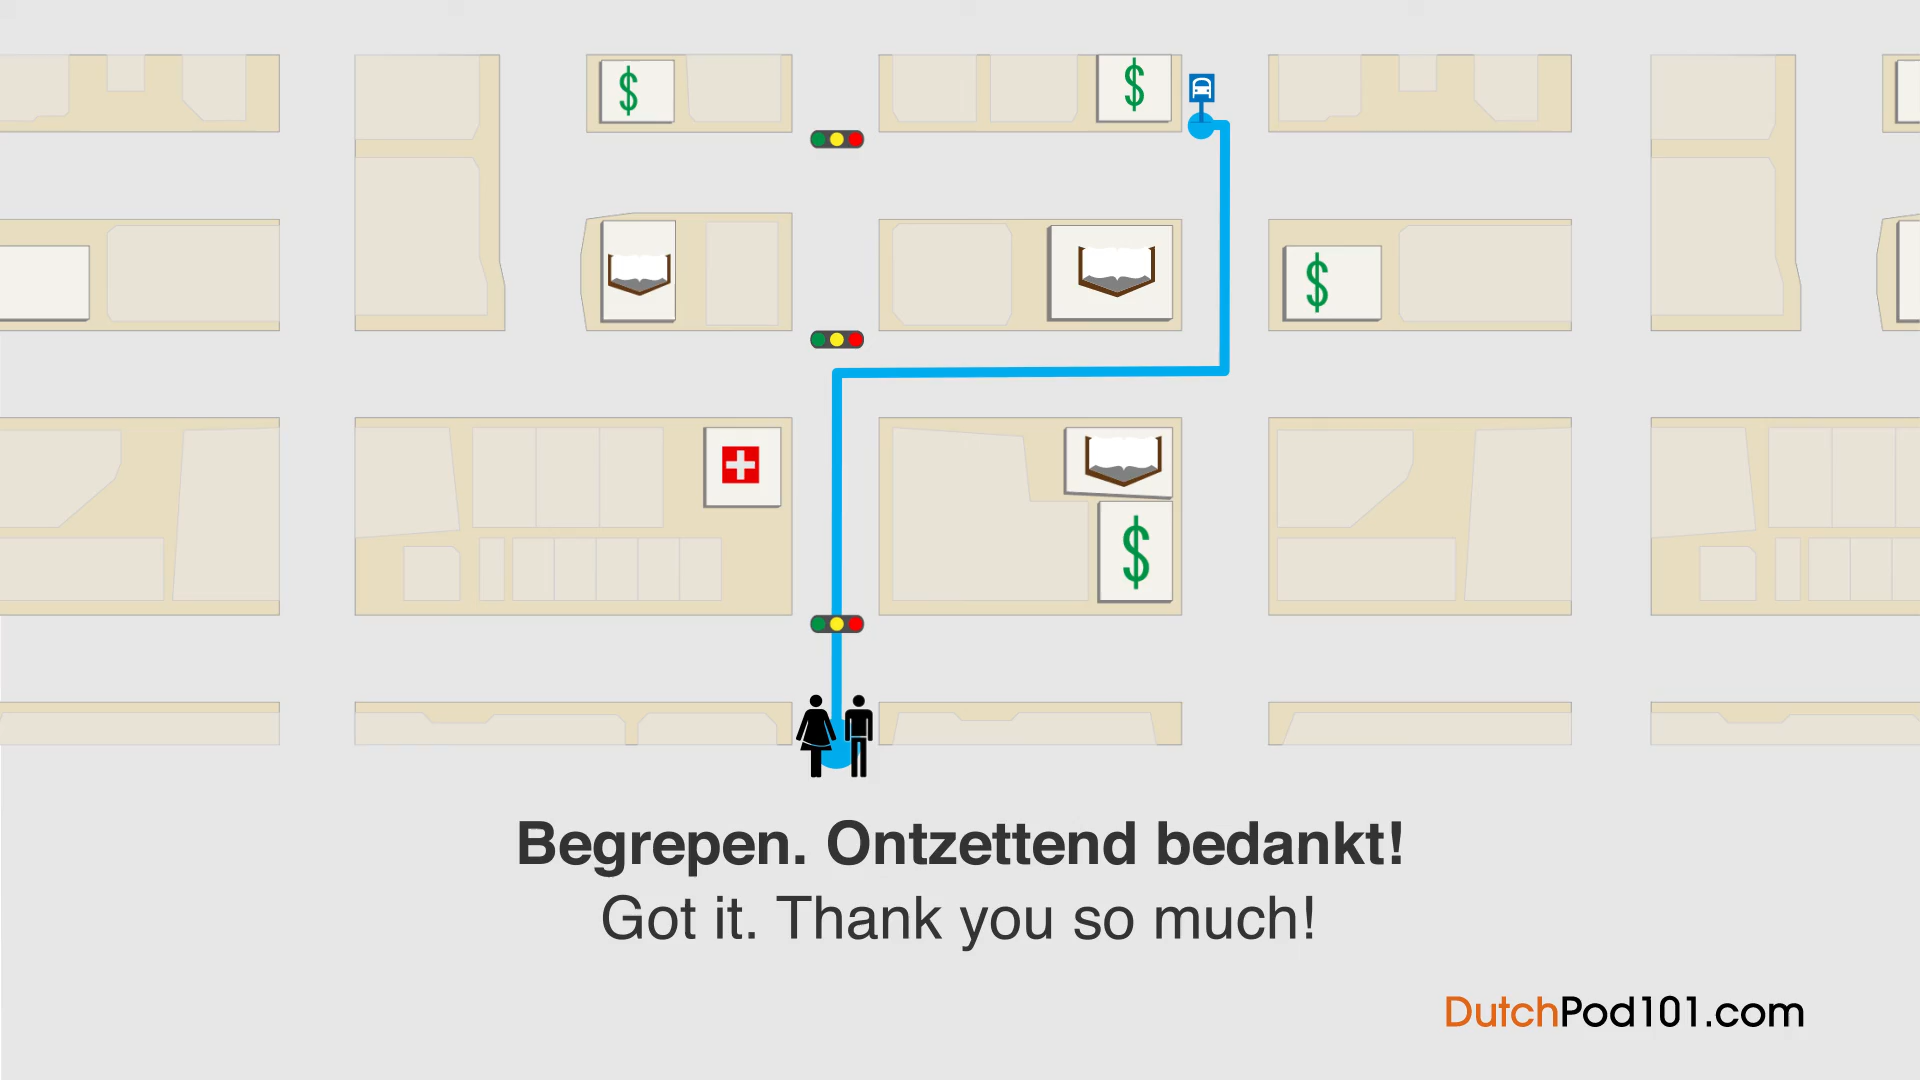 $
$
$
$
Begrepen. Ontzettend bedankt!
Got it. Thank you so much!
DutchPod101.com